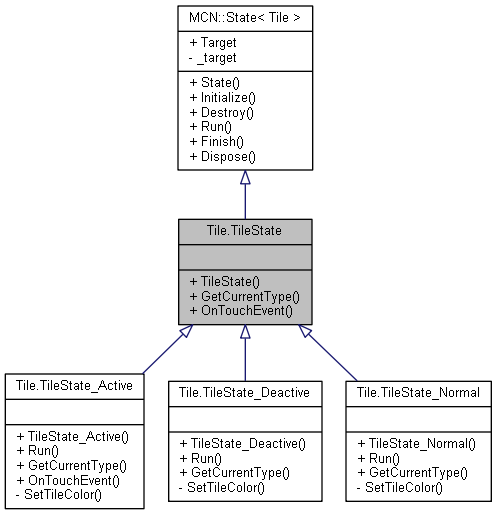 MCN::State< Tile >
+ Target
- _target
+ State()
+ Initialize()
+ Destroy()
+ Run()
+ Finish()
+ Dispose()
Tile.TileState
+ TileState()
+ GetCurrentType()
+ OnTouchEvent()
Tile.TileState_Active
+ TileState_Active()
+ Run()
+ GetCurrentType()
+ OnTouchEvent()
- SetTileColor()
Tile.TileState_Deactive
+ TileState_Deactive()
+ Run()
+ GetCurrentType()
- SetTileColor()
Tile.TileState_Normal
+ TileState_Normal()
+ Run()
+ GetCurrentType()
- SetTileColor()